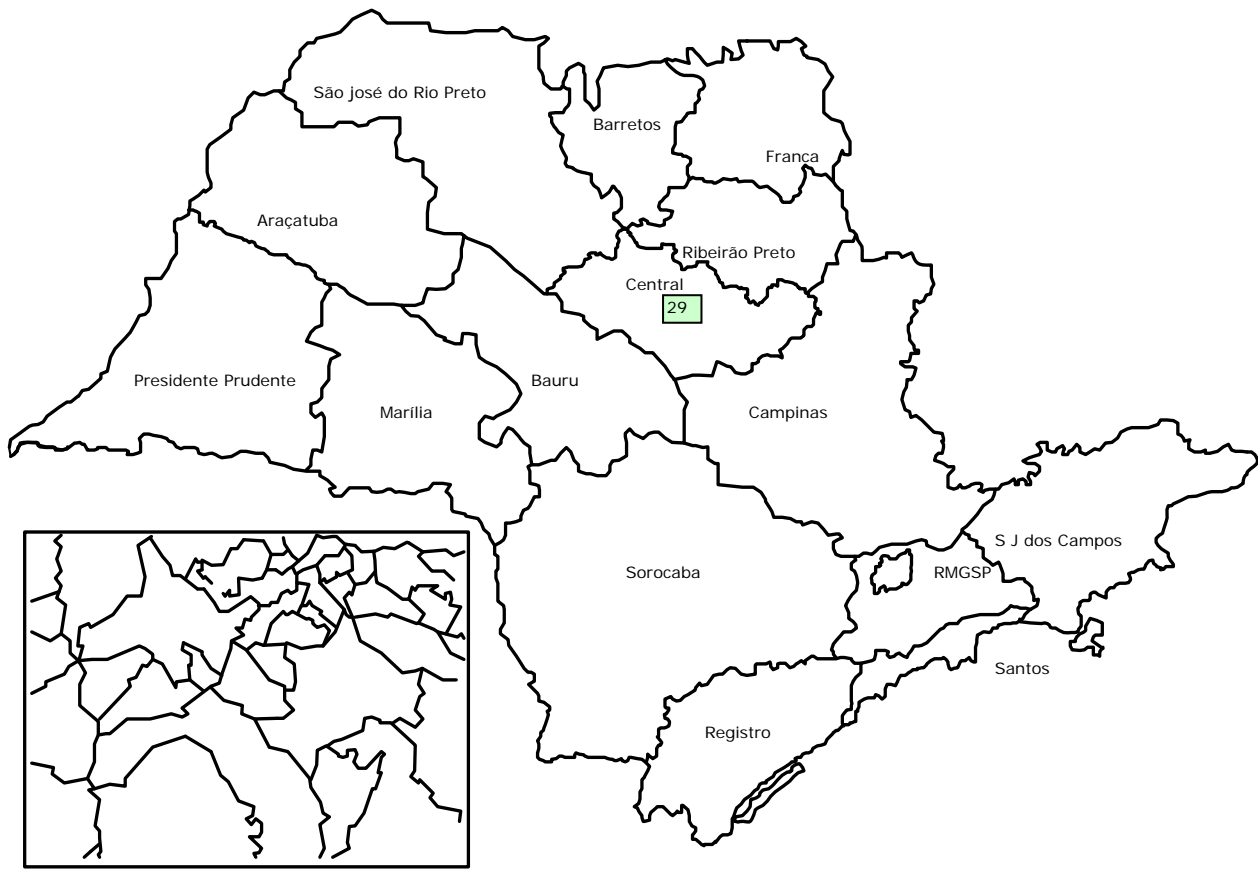 São josé do Rio Preto
Barretos
Franca
Araçatuba
Ribeirão Preto
Central
29
Presidente Prudente
Bauru
Marília
Campinas
S J dos Campos
Sorocaba
RMGSP
Santos
Registro